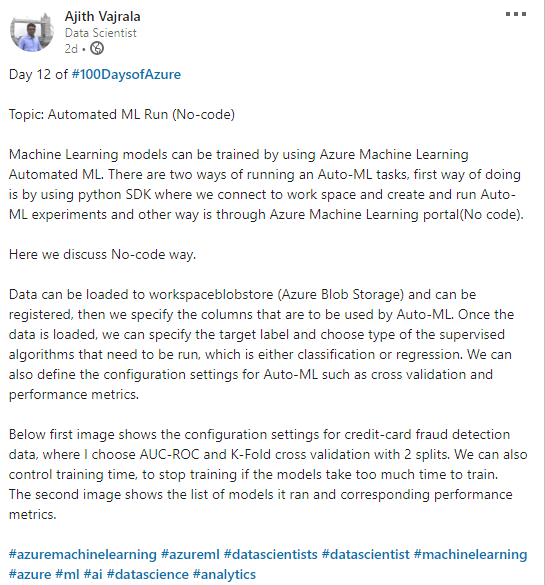 Ajith Vajrala
Data Scientist
2d •
Day 12 of #100DaysofAzure
Topic: Automated ML Run (No-code)
Machine Learning models can be trained by using Azure Machine Learning
Automated ML. There are two ways of running an Auto-ML tasks, first way of doing
is by using python SDK where we connect to work space and create and run Auto-
ML experiments and other way is through Azure Machine Learning portal(No code).
Here we discuss No-code way.
Data can be loaded to workspaceblobstore (Azure Blob Storage) and can be
registered, then we specify the columns that are to be used by Auto-ML. Once the
data is loaded, we can specify the target label and choose type of the supervised
algorithms that need to be run, which is either classification or regression. We can
also define the configuration settings for Auto-ML such as cross validation and
performance metrics.
Below first image shows the configuration settings for credit-card fraud detection
data, where I choose AUC-ROC and K-Fold cross validation with 2 splits. We can also
control training time, to stop training if the models take too much time to train.
The second image shows the list of models it ran and corresponding performance
metrics.
#azuremachinelearning #azureml #datascientists #datascientist #machinelearning
#azure #ml #ai #datascience #analytics